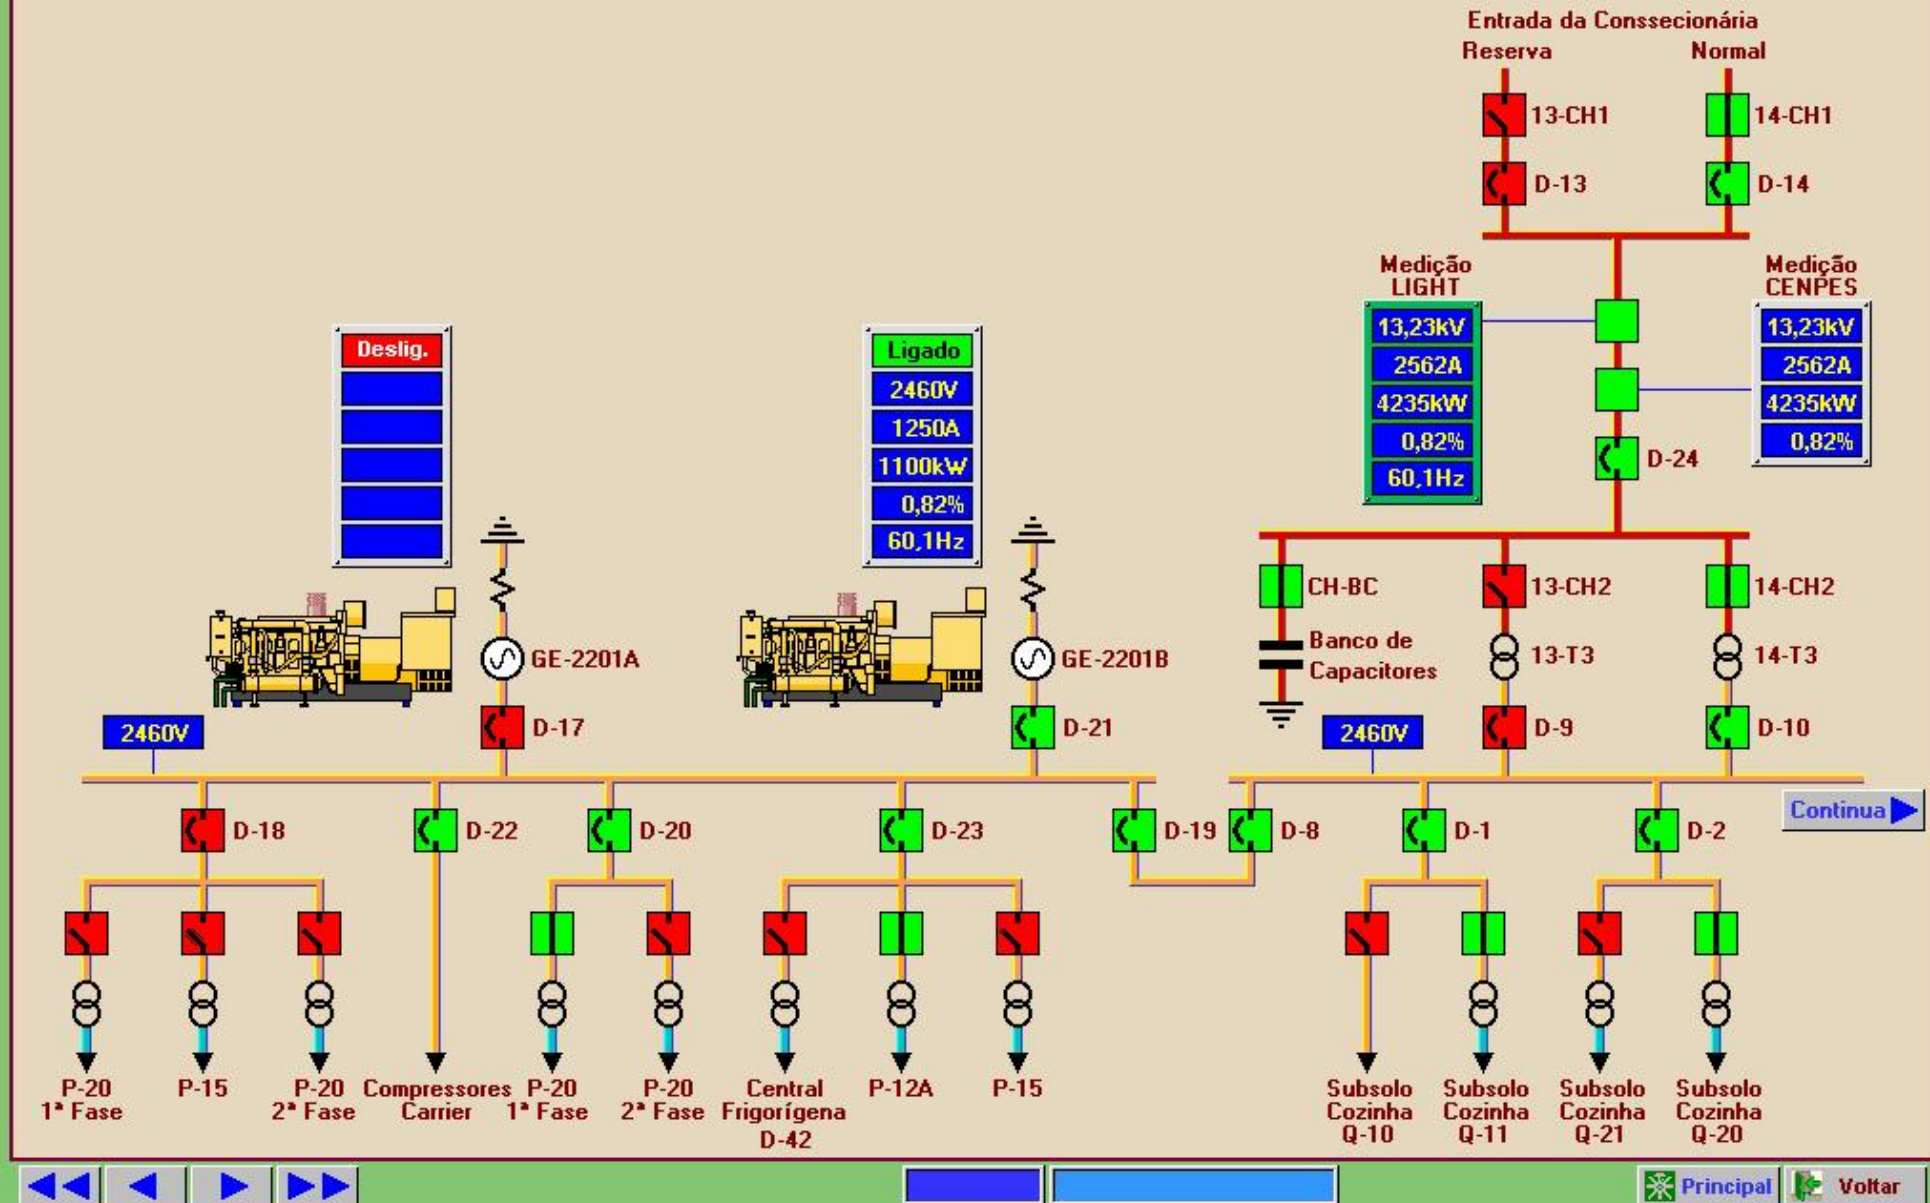 Entrada da Conssecionária
Reserva Normal
13-CH1 14-CH1
D-13 D-14
Medição
LIGHT
Medição
CENPES
13,23kV
2562A
4235kW
0,82%
60,1Hz
13,23kV
2562A
4235kW
0,82%
D-24
Deslig.
Ligado
2460V
1250A
1100kW
0,82%
60,1Hz
CH-BC 13-CH2 14-CH2
Banco de
Capacitores
13-T3 14-T3
GE-2201A GE-2201B
2460V D-17 D-21 2460V D-9 D-10
Continua
D-18 D-22 D-20 D-23 D-19 D-8 D-1 D-2
P-20
1ª Fase
P-15
P-20
2ª Fase
Compressores
Carrier
P-20
1ª Fase
P-20
2ª Fase
Central
Frigorígena
D-42
P-12A
P-15
Subsolo
Cozinha
Q-10
Subsolo
Cozinha
Q-11
Subsolo
Cozinha
Q-21
Subsolo
Cozinha
Q-20
Principal Voltar